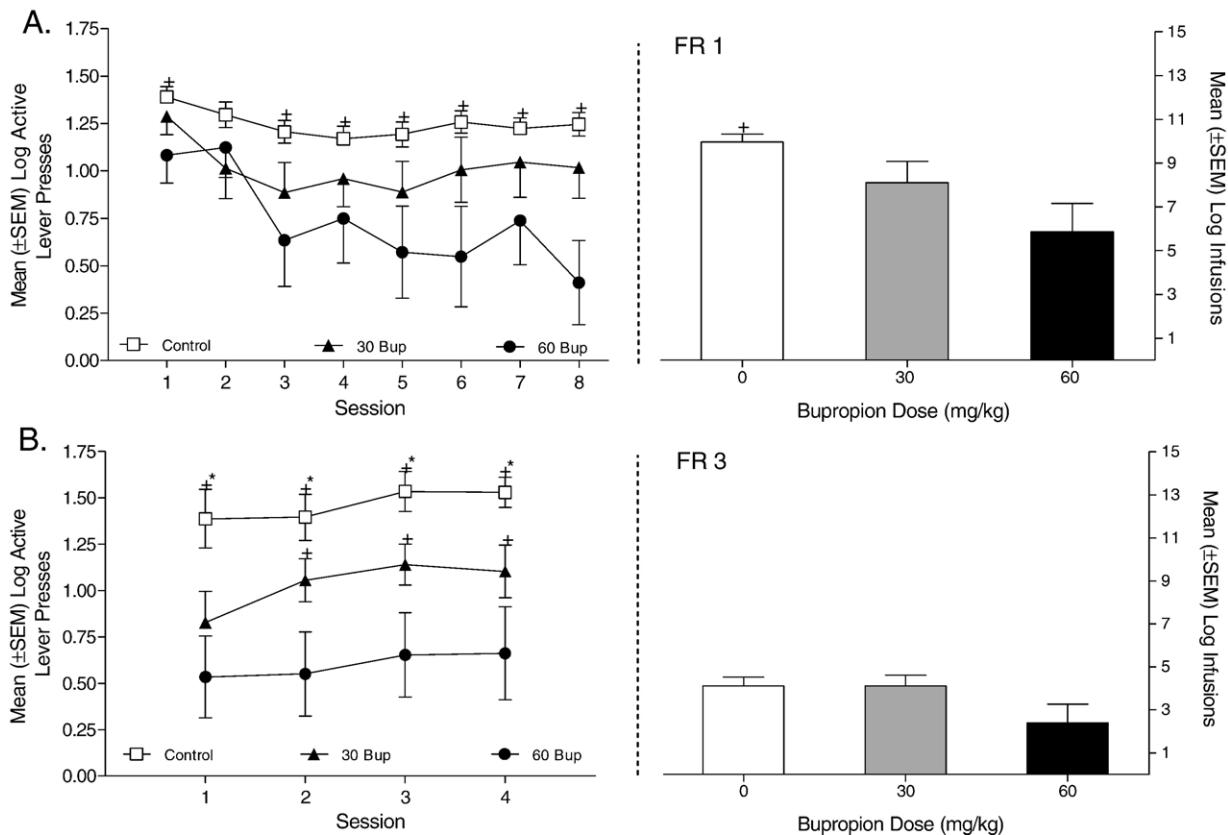 A.
Mean (±SEM) Log Active
Lever Presses
1.75
1.50
1.25
1.00
0.75
0.50
0.25
0.00
‡
‡
‡
‡
‡
‡
‡
Control
30 Bup
60 Bup
1 2 3 4 5 6 7 8
Session
FR 1
‡
15
13
11
9
7
5
3
1
Mean (±SEM) Log Infusions
0 30 60
Bupropion Dose (mg/kg)
B.
Mean (±SEM) Log Active
Lever Presses
1.75
1.50
1.25
1.00
0.75
0.50
0.25
0.00
‡*
‡*
‡*
‡*
‡
‡
‡
Control
30 Bup
60 Bup
1 2 3 4
Session
FR 3
15
13
11
9
7
5
3
1
Mean (±SEM) Log Infusions
0 30 60
Bupropion Dose (mg/kg)